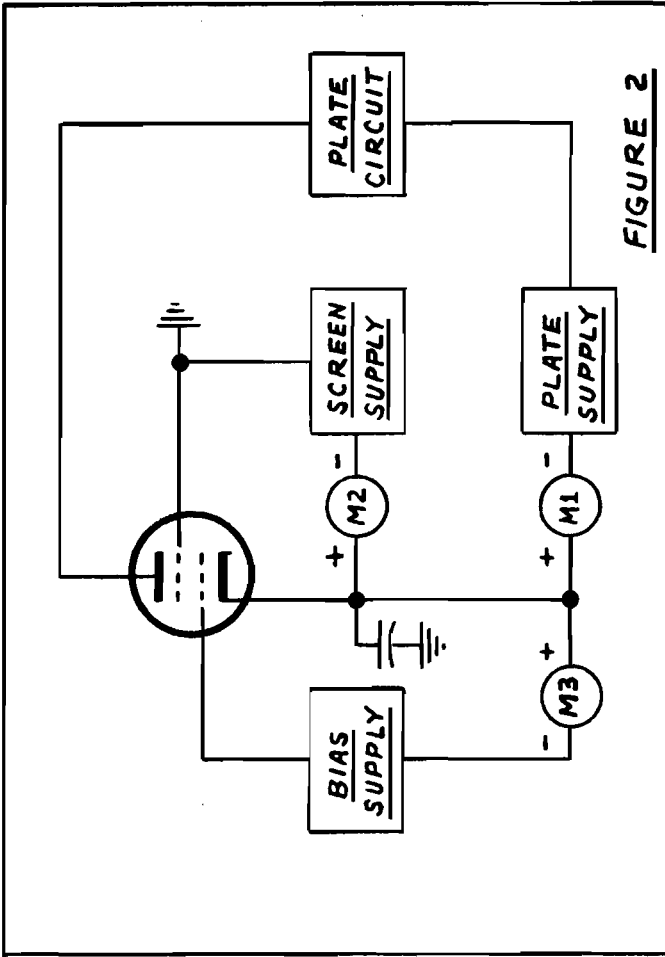 BIAS
SUPPLY
+
M2
-
SCREEN
SUPPLY
PLATE
CIRCUIT
-
M3
+
+
M1
-
PLATE
SUPPLY
FIGURE 2